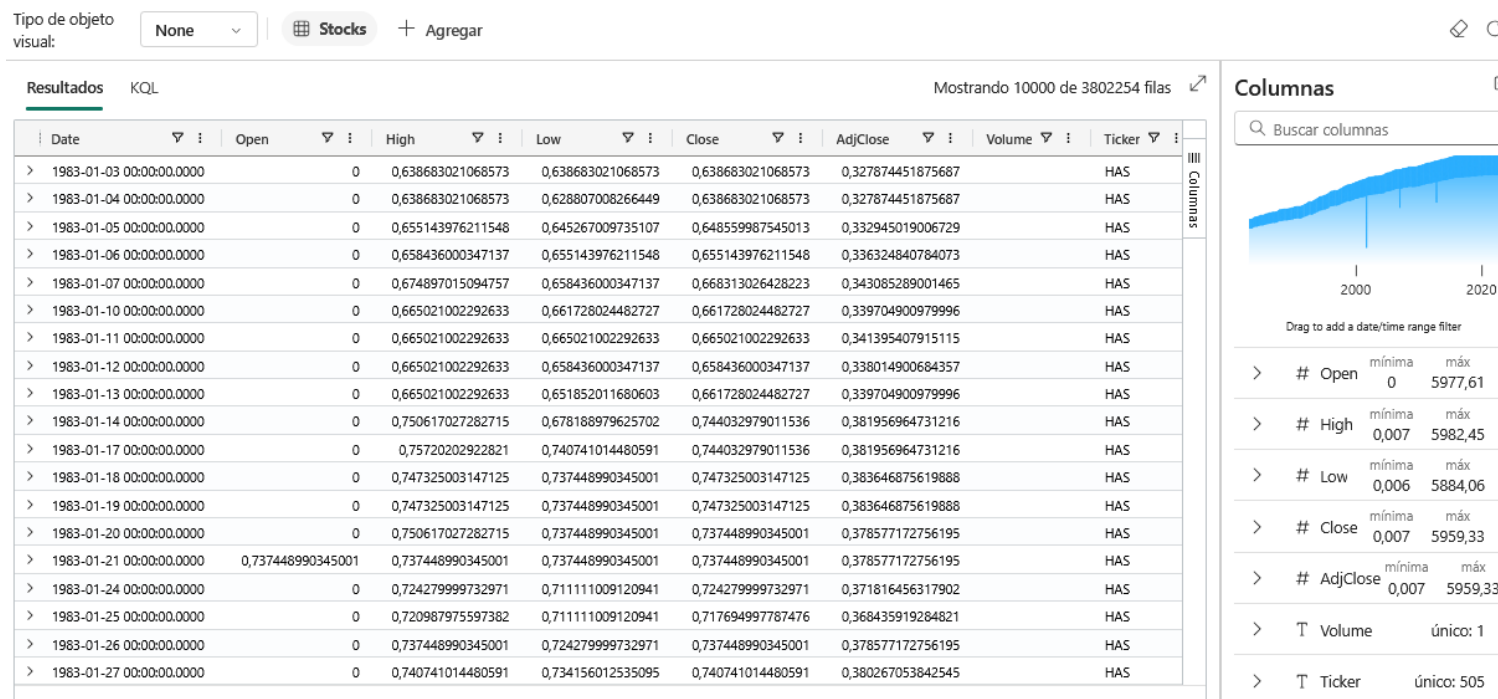 Tipo de objeto
visual:
None
Stocks
Agregar
Resultados KQL
Mostrando 10000 de 3802254 filas
Date Open High Low Close AdjClose Volume Ticker
1983-01-03 00:00:00.0000 0 0,638683021068573 0,638683021068573 0,638683021068573 0,327874451875687 HAS
1983-01-04 00:00:00.0000 0 0,638683021068573 0,628807008266449 0,638683021068573 0,327874451875687 HAS
1983-01-05 00:00:00.0000 0 0,655143976211548 0,645267009735107 0,648559987545013 0,332945019006729 HAS
1983-01-06 00:00:00.0000 0 0,658436000347137 0,655143976211548 0,655143976211548 0,336324840784073 HAS
1983-01-07 00:00:00.0000 0 0,674897015094757 0,658436000347137 0,668313026428223 0,343085289001465 HAS
1983-01-10 00:00:00.0000 0 0,665021002292633 0,661728024482727 0,661728024482727 0,339704900979996 HAS
1983-01-11 00:00:00.0000 0 0,665021002292633 0,665021002292633 0,665021002292633 0,341395407915115 HAS
1983-01-12 00:00:00.0000 0 0,665021002292633 0,658436000347137 0,658436000347137 0,338014900684357 HAS
1983-01-13 00:00:00.0000 0 0,665021002292633 0,651852011680603 0,661728024482727 0,339704900979996 HAS
1983-01-14 00:00:00.0000 0 0,750617027282715 0,678188979625702 0,744032979011536 0,381956964731216 HAS
1983-01-17 00:00:00.0000 0 0,75720202922821 0,740741014480591 0,744032979011536 0,381956964731216 HAS
1983-01-18 00:00:00.0000 0 0,747325003147125 0,737448990345001 0,747325003147125 0,383646875619888 HAS
1983-01-19 00:00:00.0000 0 0,747325003147125 0,737448990345001 0,747325003147125 0,383646875619888 HAS
1983-01-20 00:00:00.0000 0 0,750617027282715 0,737448990345001 0,737448990345001 0,378577172756195 HAS
1983-01-21 00:00:00.0000 0,737448990345001 0,737448990345001 0,737448990345001 0,737448990345001 0,378577172756195 HAS
1983-01-24 00:00:00.0000 0 0,724279999732971 0,711111009120941 0,724279999732971 0,371816456317902 HAS
1983-01-25 00:00:00.0000 0 0,720987975597382 0,711111009120941 0,717694997787476 0,368435919284821 HAS
1983-01-26 00:00:00.0000 0 0,737448990345001 0,724279999732971 0,737448990345001 0,378577172756195 HAS
1983-01-27 00:00:00.0000 0 0,740741014480591 0,734156012535095 0,740741014480591 0,380267053842545 HAS
Columnas
Columnas
Buscar columnas
2000 2020
Drag to add a date/time range filter
mínima máx
# Open 0 5977,61
mínima máx
# High 0,007 5982,45
mínima máx
# Low 0,006 5884,06
mínima máx
# Close 0,007 5959,33
mínima máx
# AdjClose 0,007 5959,33
T Volume único: 1
T Ticker único: 505